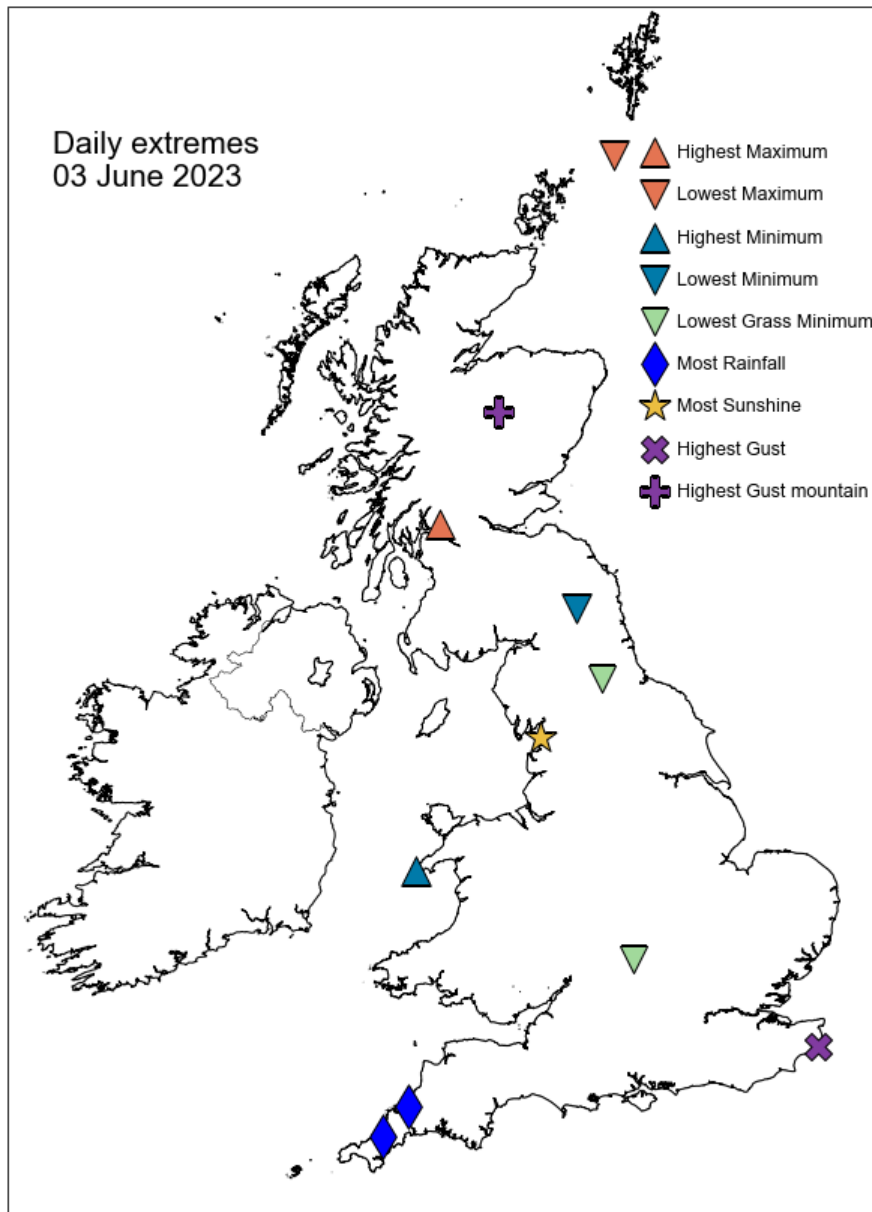 Daily extremes
03 June 2023
Highest Maximum
Lowest Maximum
Highest Minimum
Lowest Minimum
Lowest Grass Minimum
Most Rainfall
Most Sunshine
Highest Gust
Highest Gust mountain